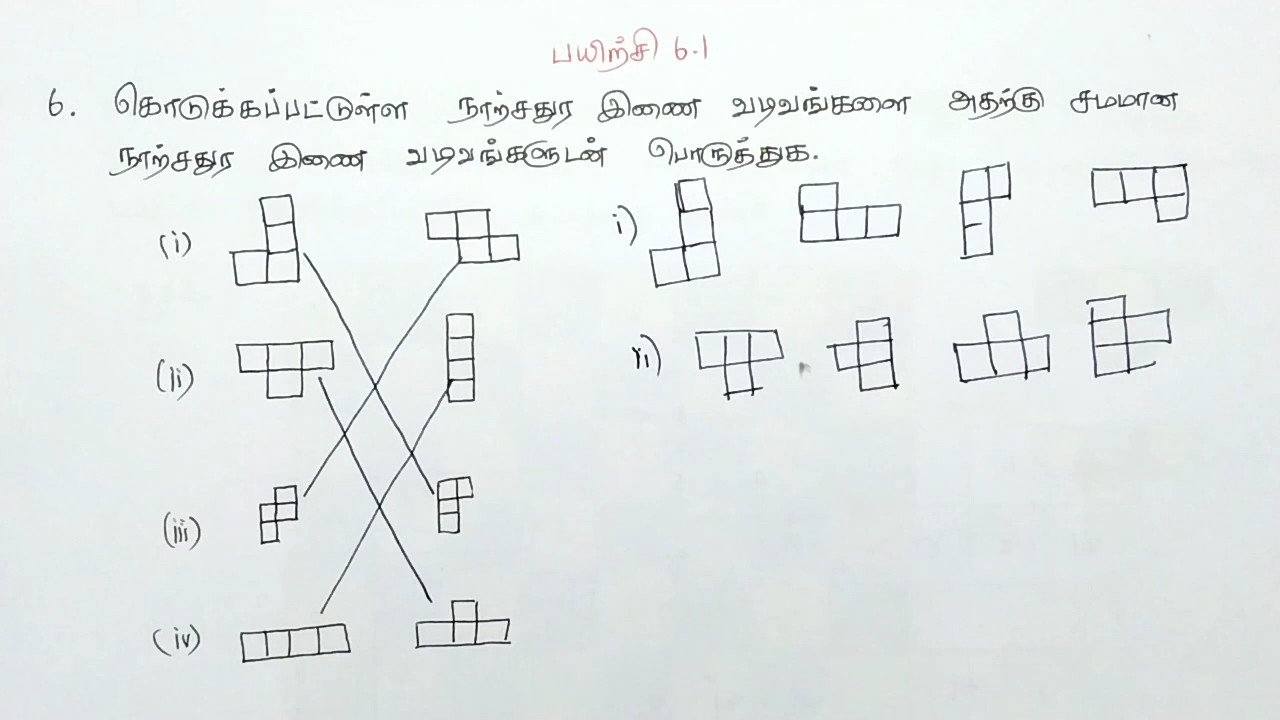 பயிற்சி 6.1
6. கொடுக்கப்பட்டுள்ள நாற்சதுர இணை வடிவங்களை அதற்கு சமமான
நாற்சதுர இணை வடிவங்களுடன் பொருத்துக.
(i)
i)
(ii)
ii)
(iii)
(iv)